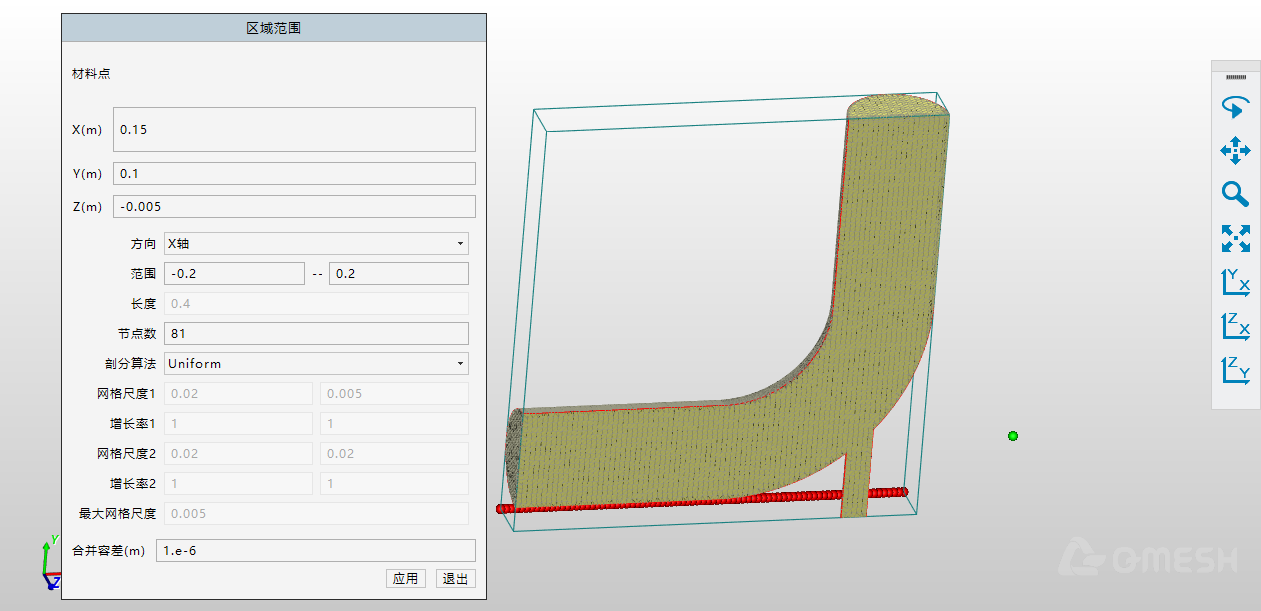 区域范围
材料点
X(m) 0.15
Y(m) 0.1
Z(m) -0.005
方向 X轴
范围 -0.2 -- 0.2
长度 0.4
节点数 81
剖分算法 Uniform
网格尺度1 0.02 0.005
增长率1 1 1
网格尺度2 0.02 0.02
增长率2 1 1
最大网格尺度 0.005
合并容差(m) 1.e-6
应用 退出
Y
Z
Y X
Z X
Z Y
QMESH